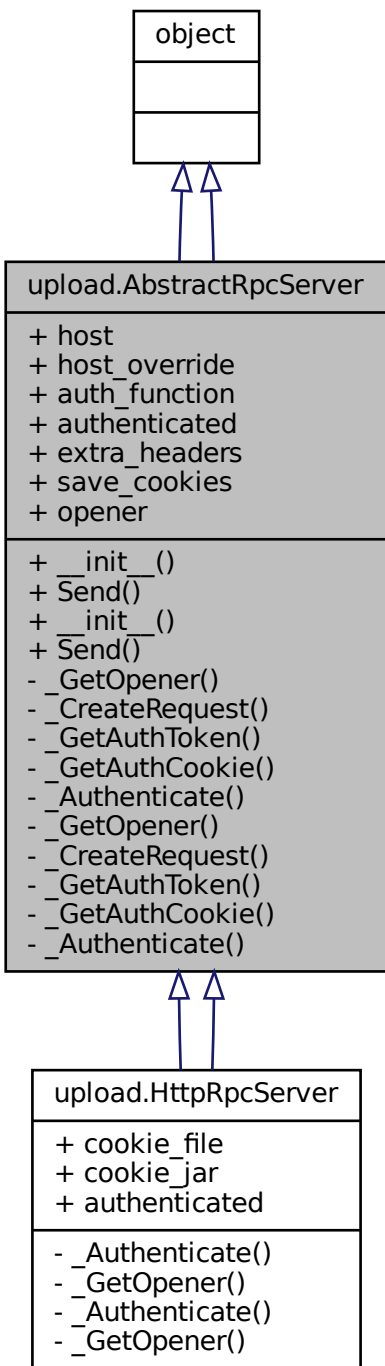 object
upload.AbstractRpcServer
+ host
+ host_override
+ auth_function
+ authenticated
+ extra_headers
+ save_cookies
+ opener
+ __init__()
+ Send()
+ __init__()
+ Send()
- _GetOpener()
- _CreateRequest()
- _GetAuthToken()
- _GetAuthCookie()
- _Authenticate()
- _GetOpener()
- _CreateRequest()
- _GetAuthToken()
- _GetAuthCookie()
- _Authenticate()
upload.HttpRpcServer
+ cookie_file
+ cookie_jar
+ authenticated
- _Authenticate()
- _GetOpener()
- _Authenticate()
- _GetOpener()